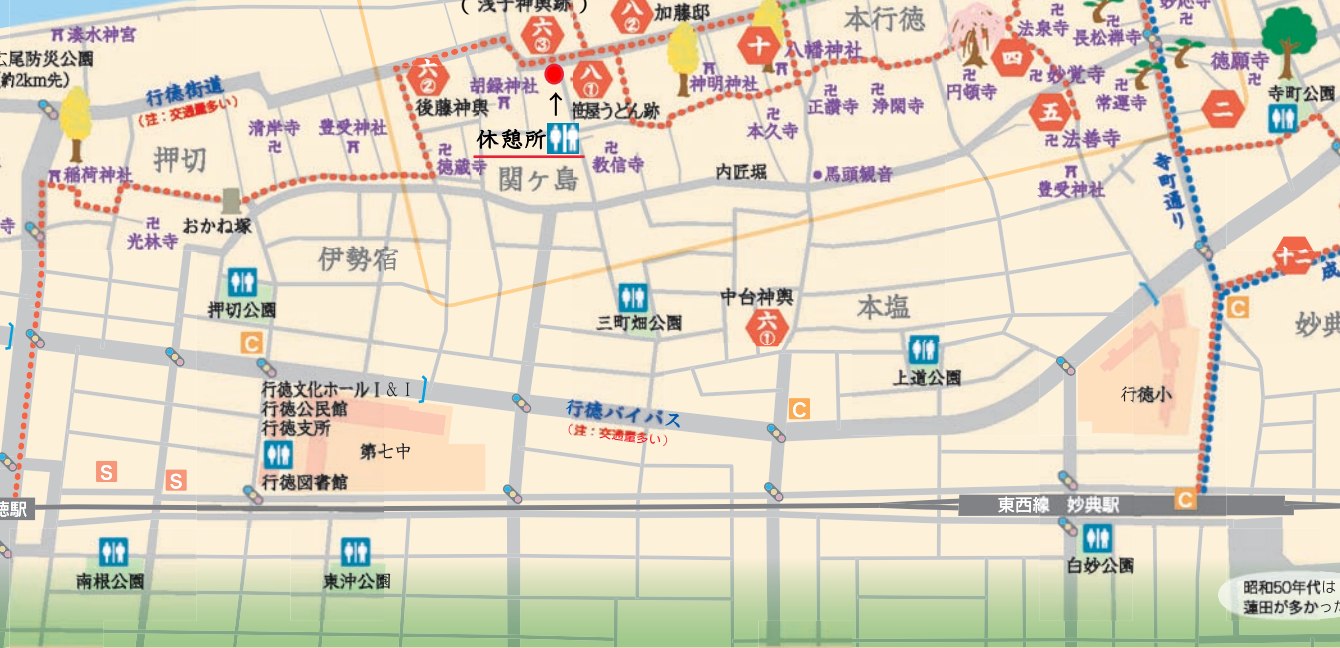 (浅子神輿跡)
加藤邸
本行徳
妙応寺
湊水神宮
広尾防災公園
(約2km先)
行徳街道
(注:交通量多い)
六③
八②
六②
八①
十
四
五
二
十二
八幡神社
法泉寺
長松禅寺
徳願寺
寺町公園
胡録神社
後藤神輿
笹屋うどん跡
神明神社
円頓寺
妙覚寺
常運寺
正讃寺
浄閑寺
本久寺
法善寺
清岸寺
豊受神社
押切
休憩所
徳蔵寺
関ヶ島
教信寺
内匠堀
馬頭観音
豊受神社
寺町通り
稲荷神社
寺
光林寺
おかね塚
伊勢宿
押切公園
三町畑公園
中台神輿
六①
本塩
上道公園
妙典
成
C
C
C
C
行徳小
行徳文化ホールI&I
行徳公民館
行徳支所
第七中
行徳図書館
行徳バイパス
(注:交通量多い)
S
S
徳駅
東西線 妙典駅
南根公園
東沖公園
白妙公園
昭和50年代は
蓮田が多かった